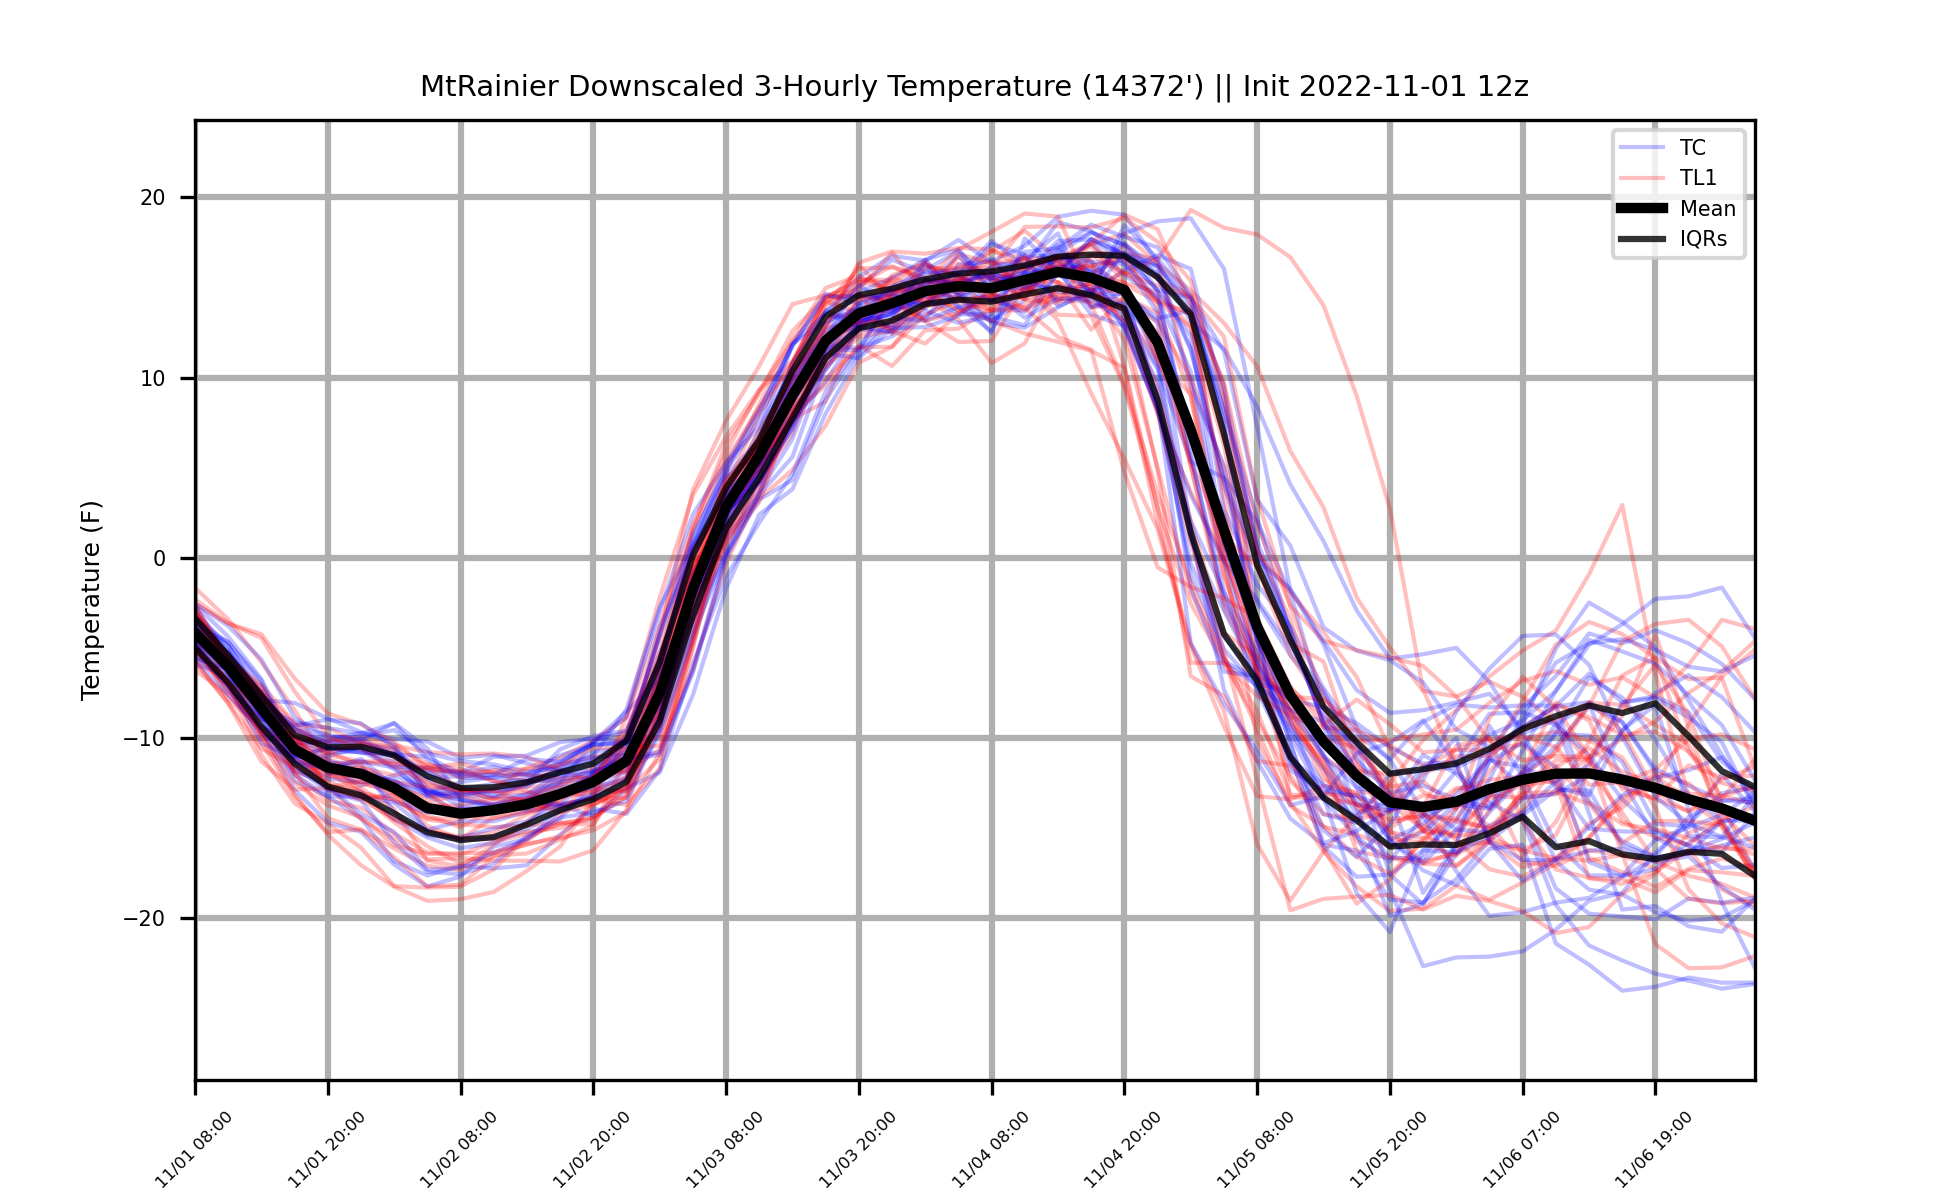 MtRainier Downscaled 3-Hourly Temperature (14372') || Init 2022-11-01 12z
TC
TL1
Mean
IQRs
Temperature (F)
20
10
0
−10
−20
11/01 08:00
11/01 20:00
11/02 08:00
11/02 20:00
11/03 08:00
11/03 20:00
11/04 08:00
11/04 20:00
11/05 08:00
11/05 20:00
11/06 07:00
11/06 19:00